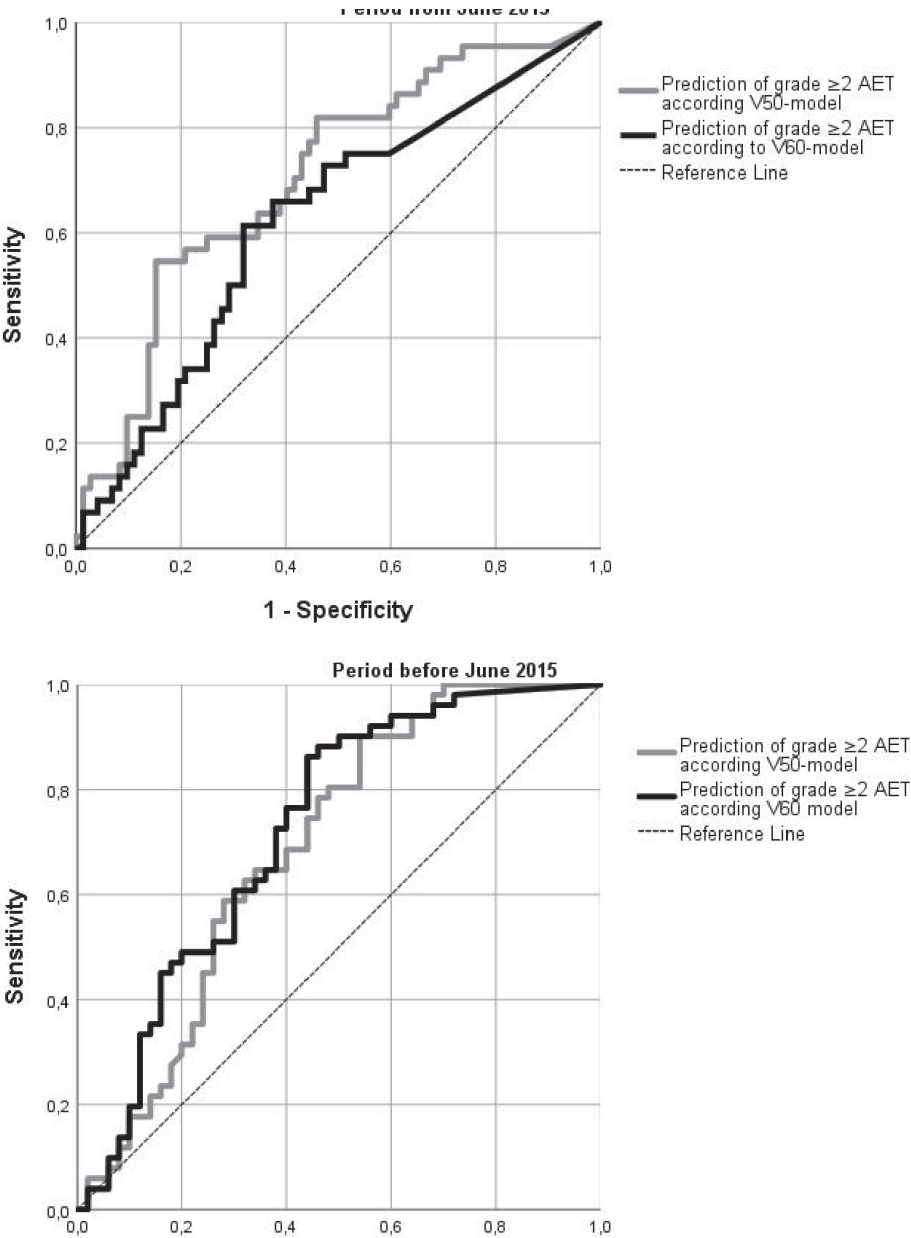 Period from June 2015
1,0
0,8
0,6
0,4
0,2
0,0
Sensitivity
0,0 0,2 0,4 0,6 0,8 1,0
1 - Specificity
Prediction of grade ≥2 AET
according V50-model
Prediction of grade ≥2 AET
according to V60-model
Reference Line
Period before June 2015
1,0
0,8
0,6
0,4
0,2
0,0
Sensitivity
0,0 0,2 0,4 0,6 0,8 1,0
Prediction of grade ≥2 AET
according V50-model
Prediction of grade ≥2 AET
according V60 model
Reference Line